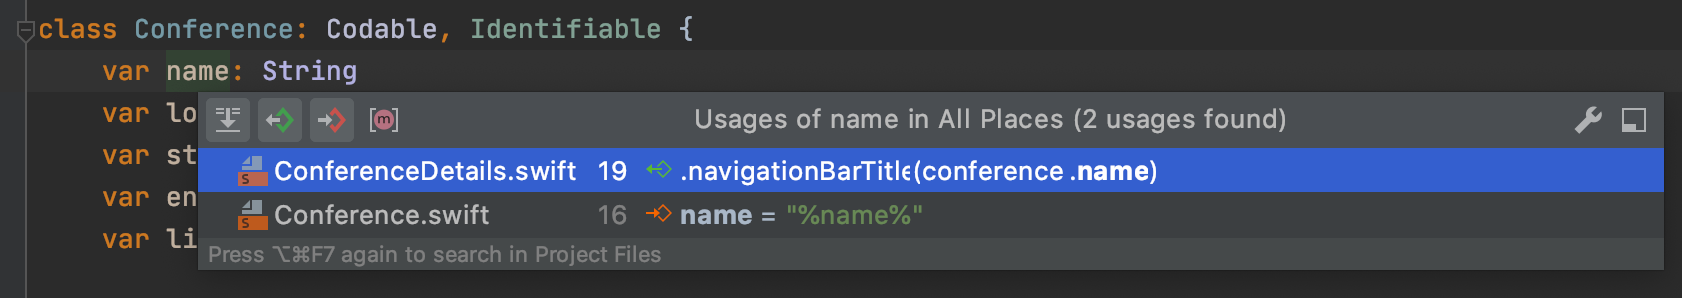 class Conference: Codable, Identifiable {
var name: String
var lo
Usages of name in All Places (2 usages found)
[m]
var st
ConferenceDetails.swift 19 .navigationBarTitle(conference.name)
var en
Conference.swift 16 name = "%name%"
var li
Press ⌥⌘F7 again to search in Project Files